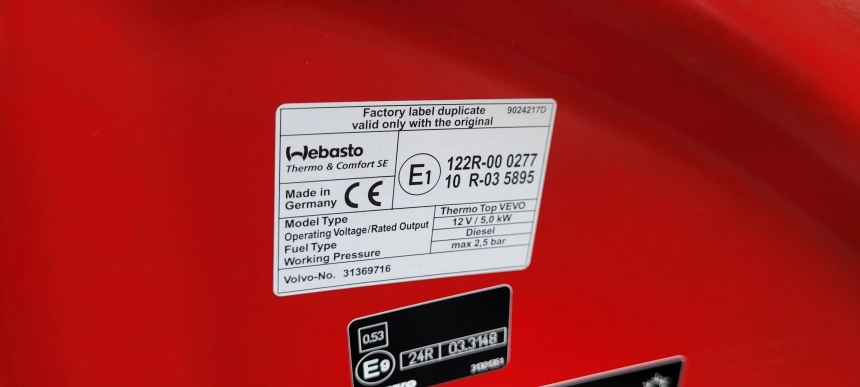 Factory label duplicate
valid only with the original
9024217D
Webasto
Thermo & Comfort SE
Made in
Germany
CE
E1
122R-00 0277
10 R-03 5895
Model Type Thermo Top VEVO
Operating Voltage/Rated Output 12 V / 5,0 kW
Fuel Type Diesel
Working Pressure max 2,5 bar
Volvo-No. 31369716
0.53
E9
24R 03.3148